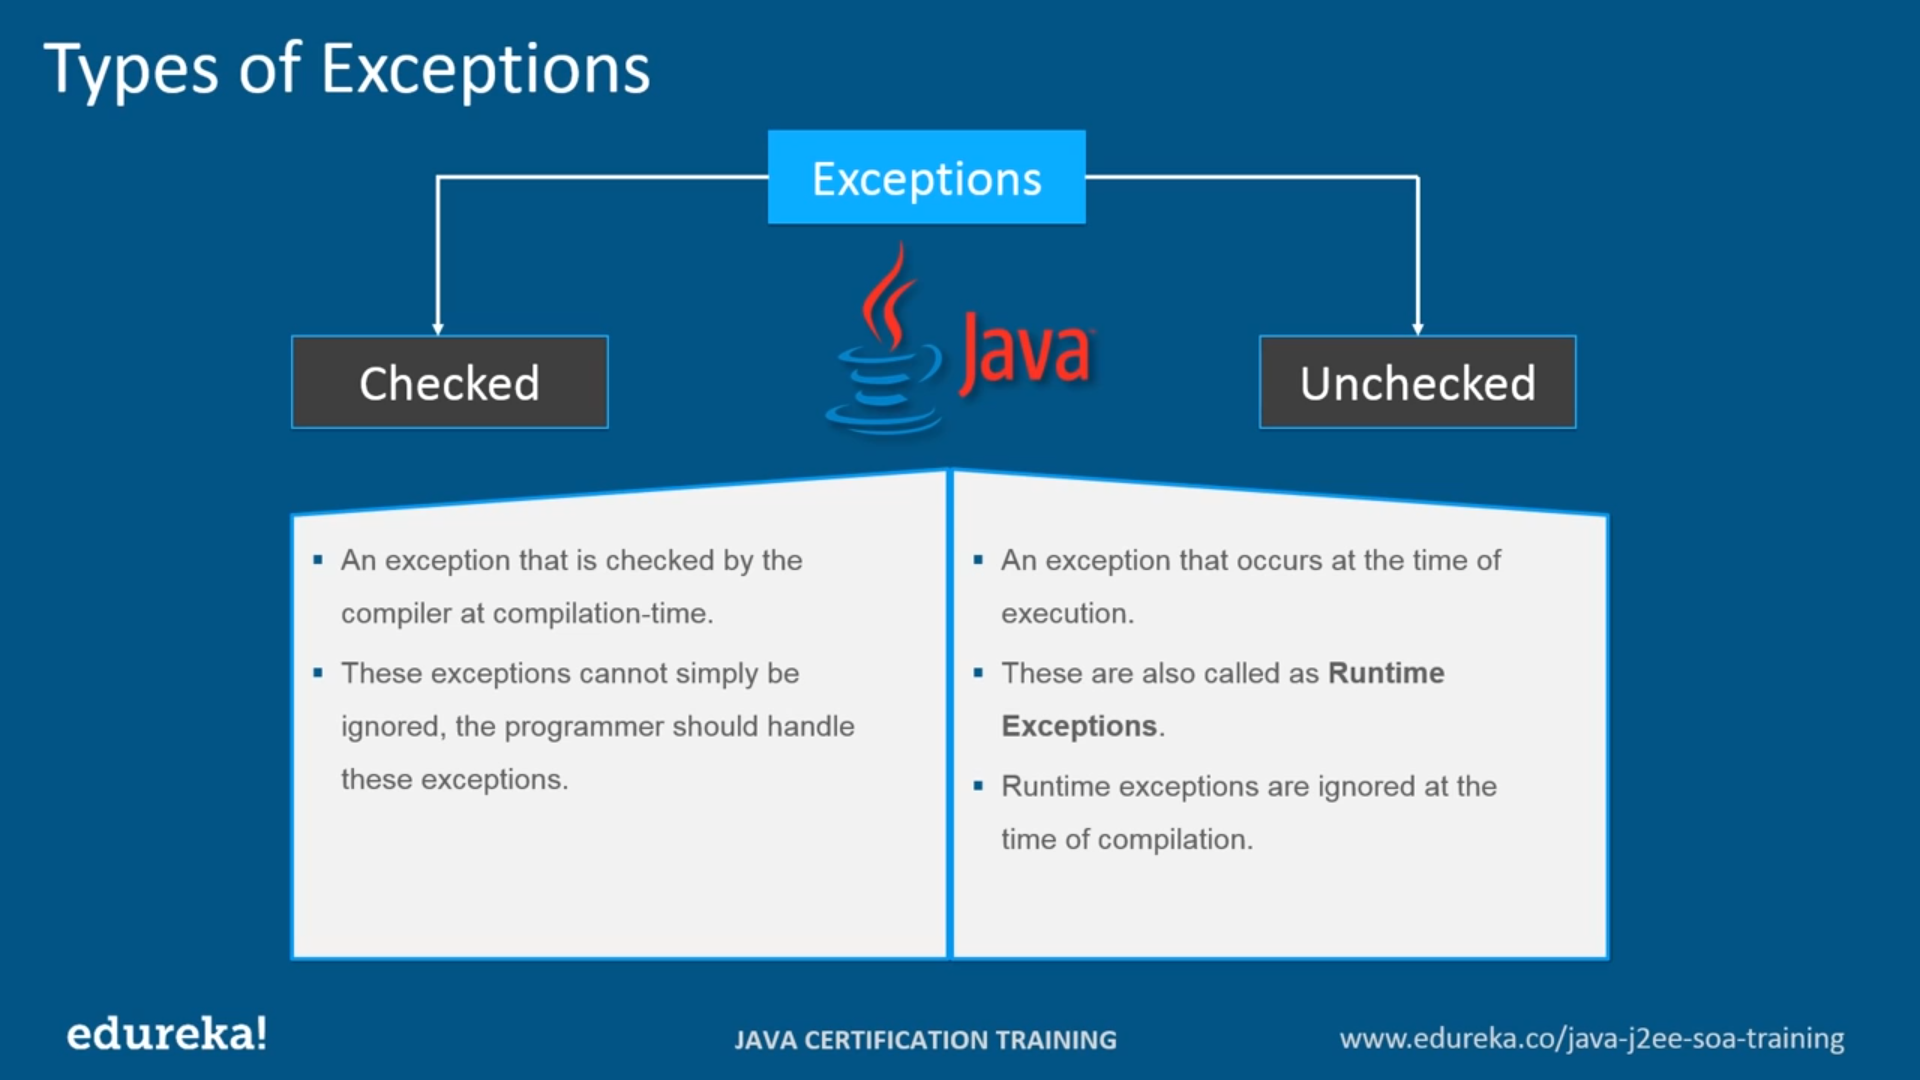 Types of Exceptions
Exceptions
Java
Checked
Unchecked
▪ An exception that is checked by the
compiler at compilation-time.
▪ These exceptions cannot simply be
ignored, the programmer should handle
these exceptions.
▪ An exception that occurs at the time of
execution.
▪ These are also called as Runtime
Exceptions.
▪ Runtime exceptions are ignored at the
time of compilation.
edureka!
JAVA CERTIFICATION TRAINING
www.edureka.co/java-j2ee-soa-training